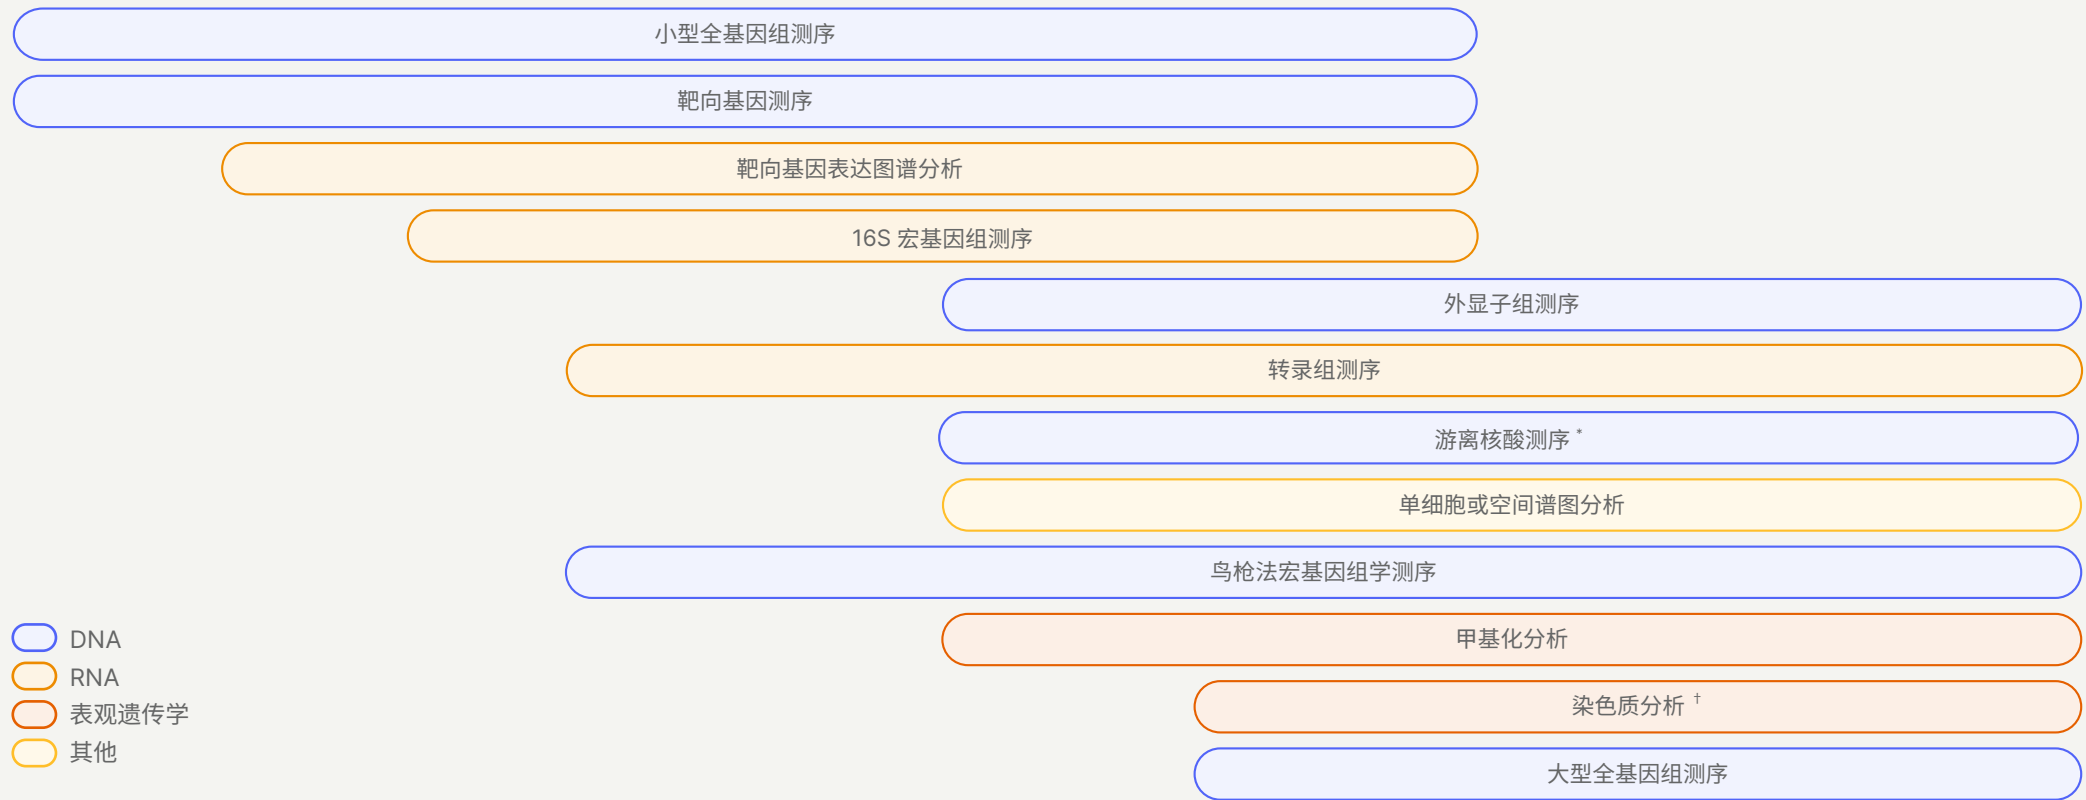 小型全基因组测序
靶向基因测序
靶向基因表达图谱分析
16S 宏基因组测序
外显子组测序
转录组测序
游离核酸测序 *
单细胞或空间谱图分析
鸟枪法宏基因组学测序
甲基化分析
染色质分析 †
大型全基因组测序
DNA
RNA
表观遗传学
其他